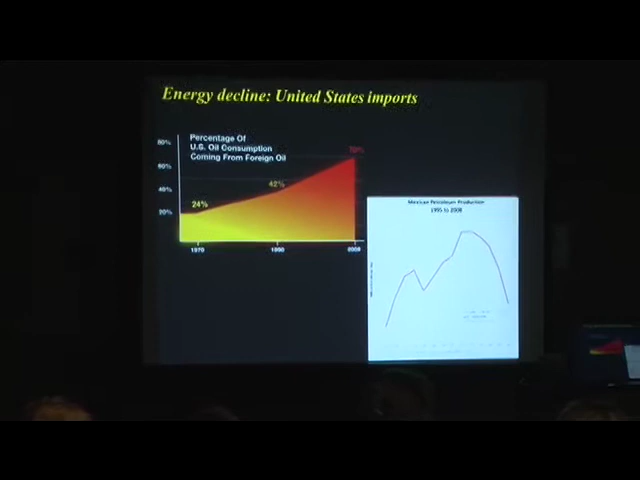 Energy decline: United States imports
Percentage Of
U.S. Oil Consumption
Coming From Foreign Oil
80%
60%
40%
20%
24%
42%
1970
1990
2008
Mexican Petroleum Production
1995 to 2008